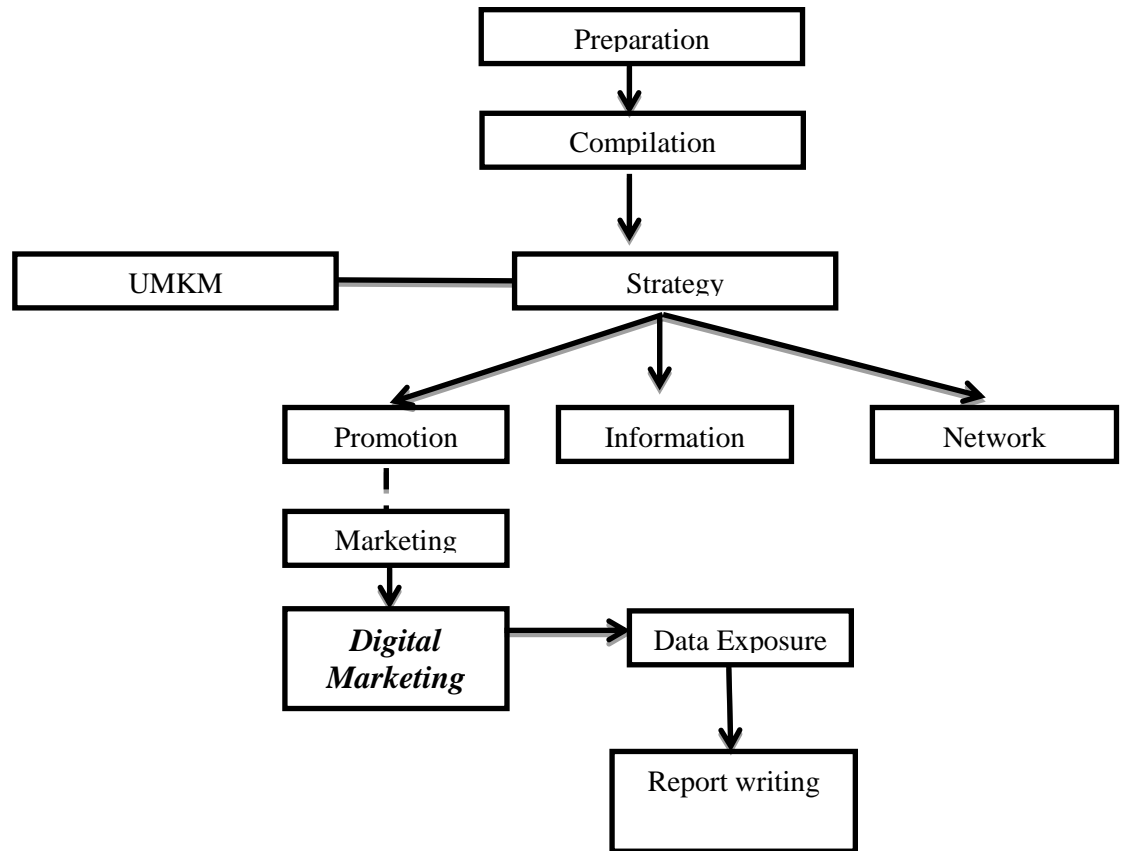 Preparation
Compilation
UMKM
Strategy
Promotion
Information
Network
Marketing
Digital
Marketing
Data Exposure
Report writing